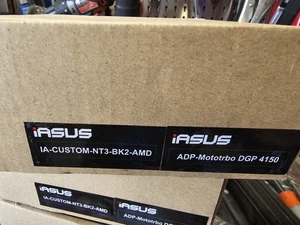 iASUS
IA-CUSTOM-NT3-BK2-AMD
iASUS
ADP-Mototrbo DGP 4150
iASUS
IA-CUSTOM-NT3-BK2-AMD
iASUS
ADP-Mototrbo DG